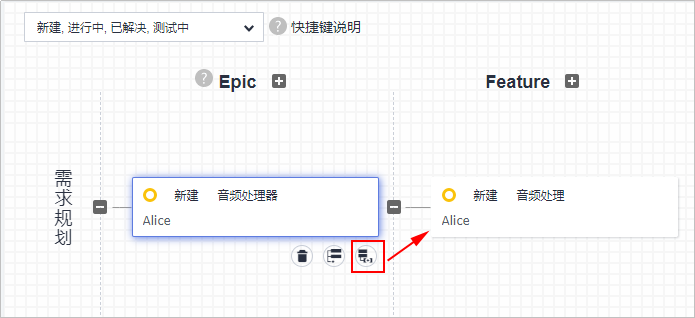 新建, 进行中, 已解决, 测试中
? 快捷键说明
? Epic
Feature
需求规划
新建 音频处理器
Alice
新建 音频处理
Alice